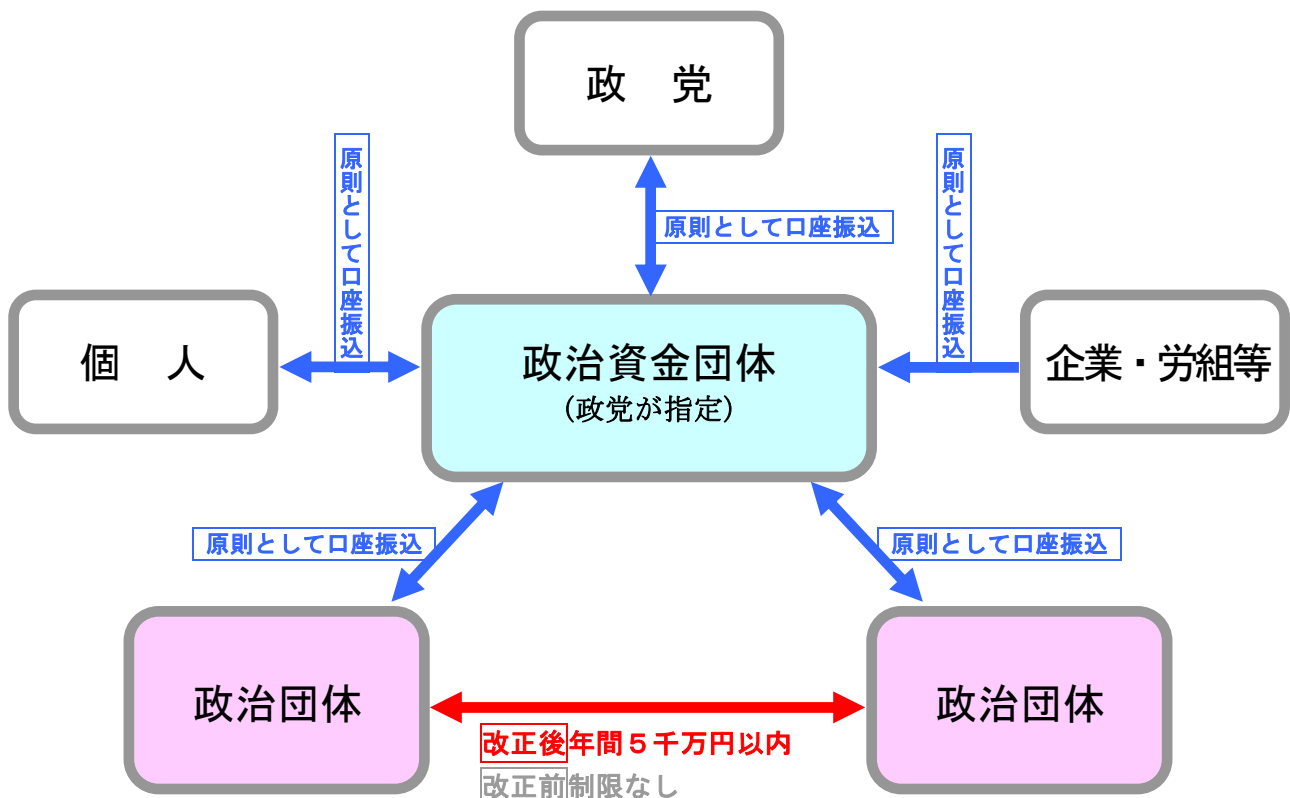 政　党
原則として口座振込
原則として口座振込
原則として口座振込
個　人
政治資金団体
（政党が指定）
企業・労組等
原則として口座振込
原則として口座振込
政治団体
政治団体
改正後年間５千万円以内
改正前制限なし